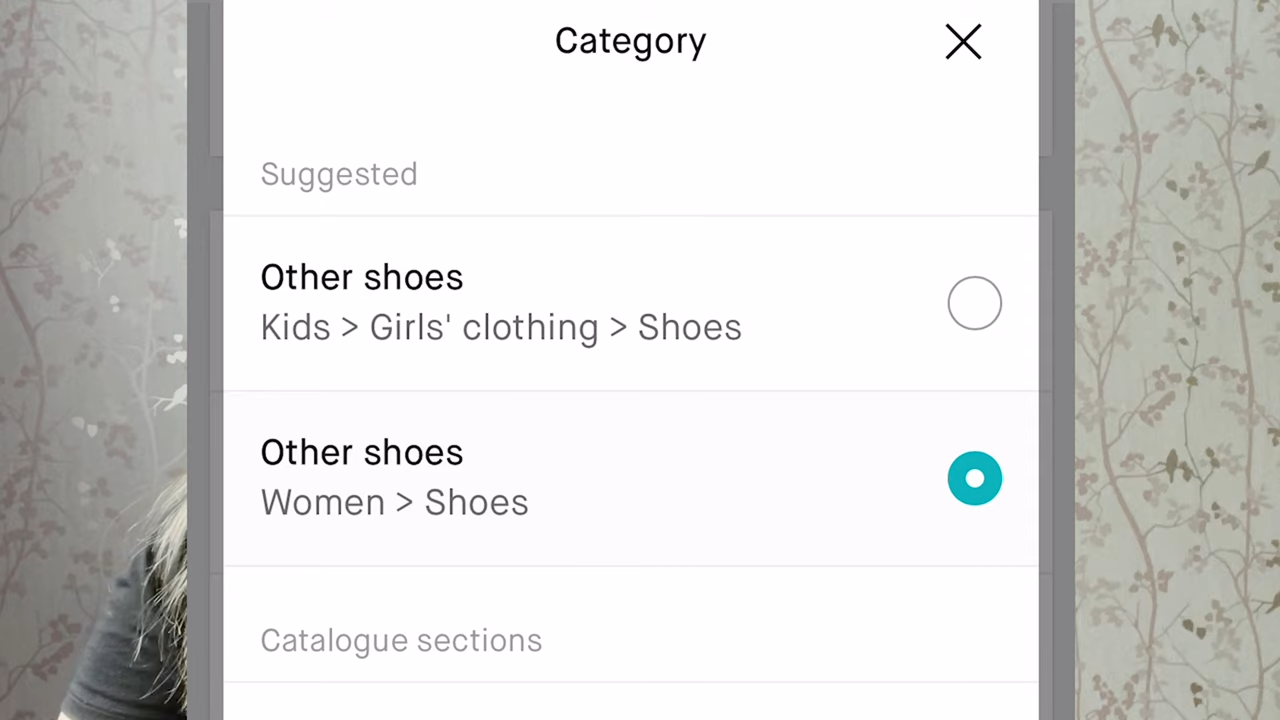 Category
Suggested
Other shoes
Kids > Girls' clothing > Shoes
Other shoes
Women > Shoes
Catalogue sections